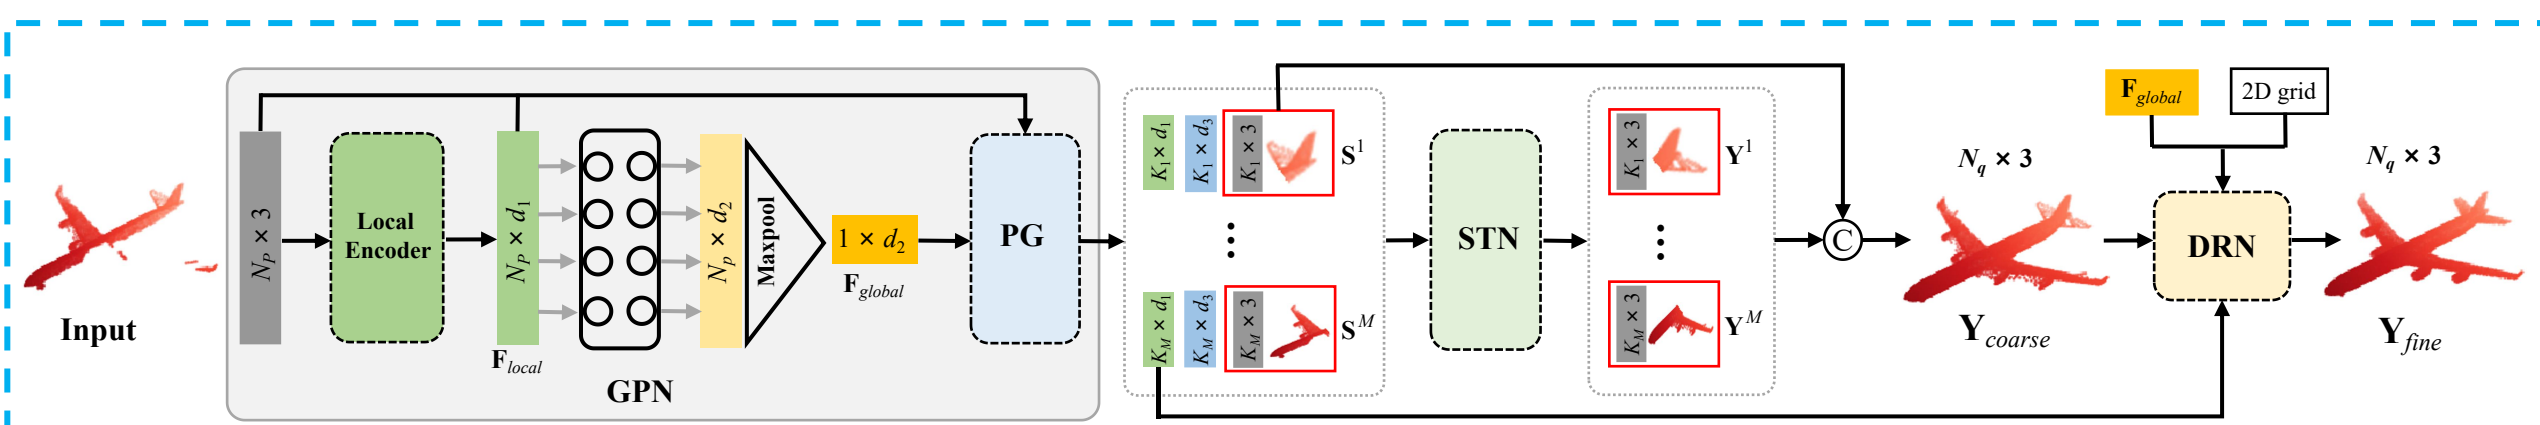 Input
N_P × 3
Local
Encoder
N_P × d_1
F_local
N_P × d_2
Maxpool
1 × d_2
F_global
GPN
PG
K_1 × d_1
K_1 × d_3
K_1 × 3
S^1
K_M × d_1
K_M × d_3
K_M × 3
S^M
STN
K_1 × 3
Y^1
K_M × 3
Y^M
C
N_q × 3
Y_coarse
F_global
2D grid
DRN
N_q × 3
Y_fine